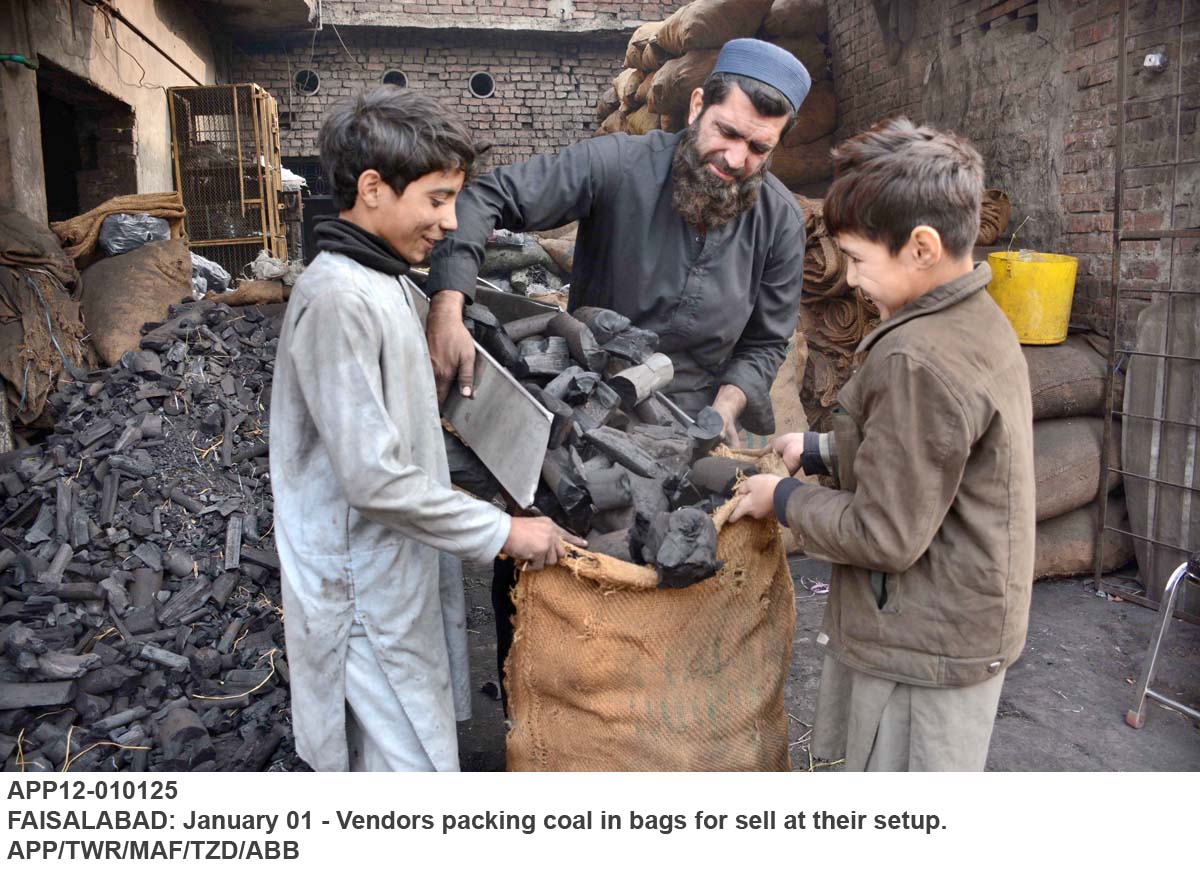 APP12-010125
FAISALABAD: January 01 - Vendors packing coal in bags for sell at their setup.
APP/TWR/MAF/TZD/ABB